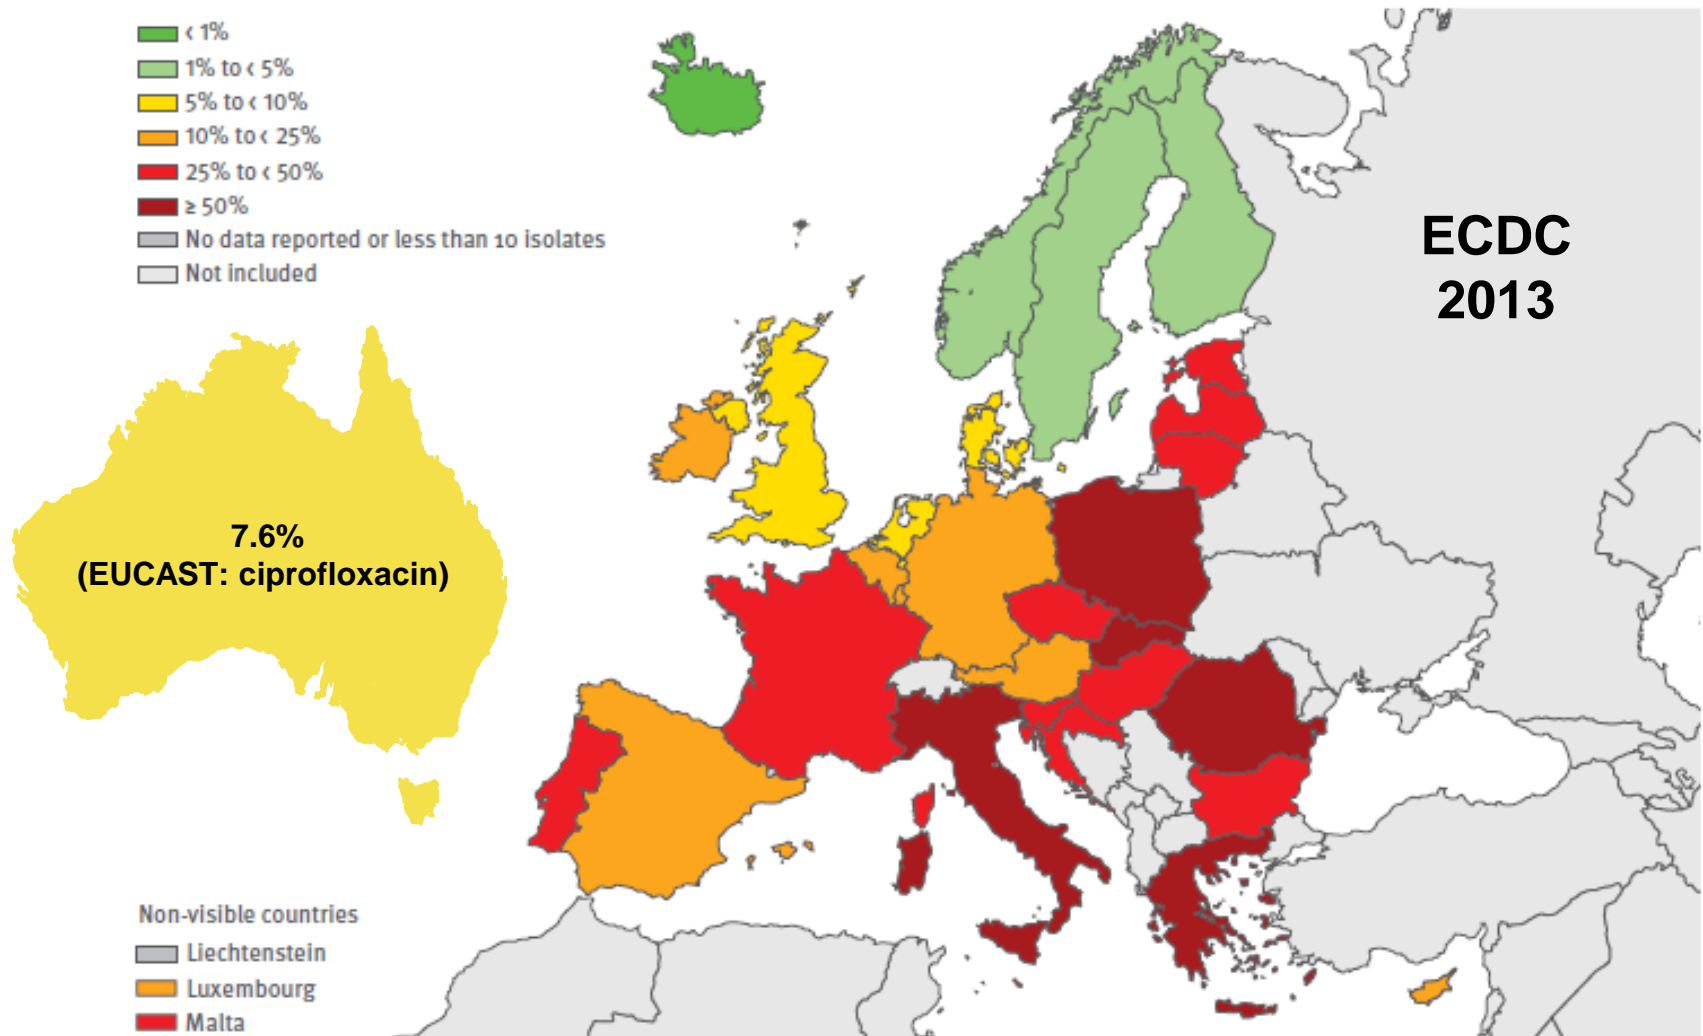 < 1%
1% to < 5%
5% to < 10%
10% to < 25%
25% to < 50%
≥ 50%
No data reported or less than 10 isolates
Not included
ECDC
2013
7.6%
(EUCAST: ciprofloxacin)
Non-visible countries
Liechtenstein
Luxembourg
Malta